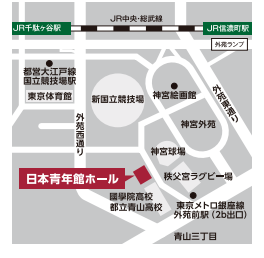 JR中央・総武線
JR千駄ヶ谷駅
JR信濃町駅
外苑ランプ
都営大江戸線
国立競技場駅
東京体育館
新国立競技場
神宮絵画館
外苑東通り
神宮外苑
外苑西通り
神宮球場
日本青年館ホール
秩父宮ラグビー場
國學院高校
都立青山高校
東京メトロ銀座線
外苑前駅（2b出口）
青山三丁目